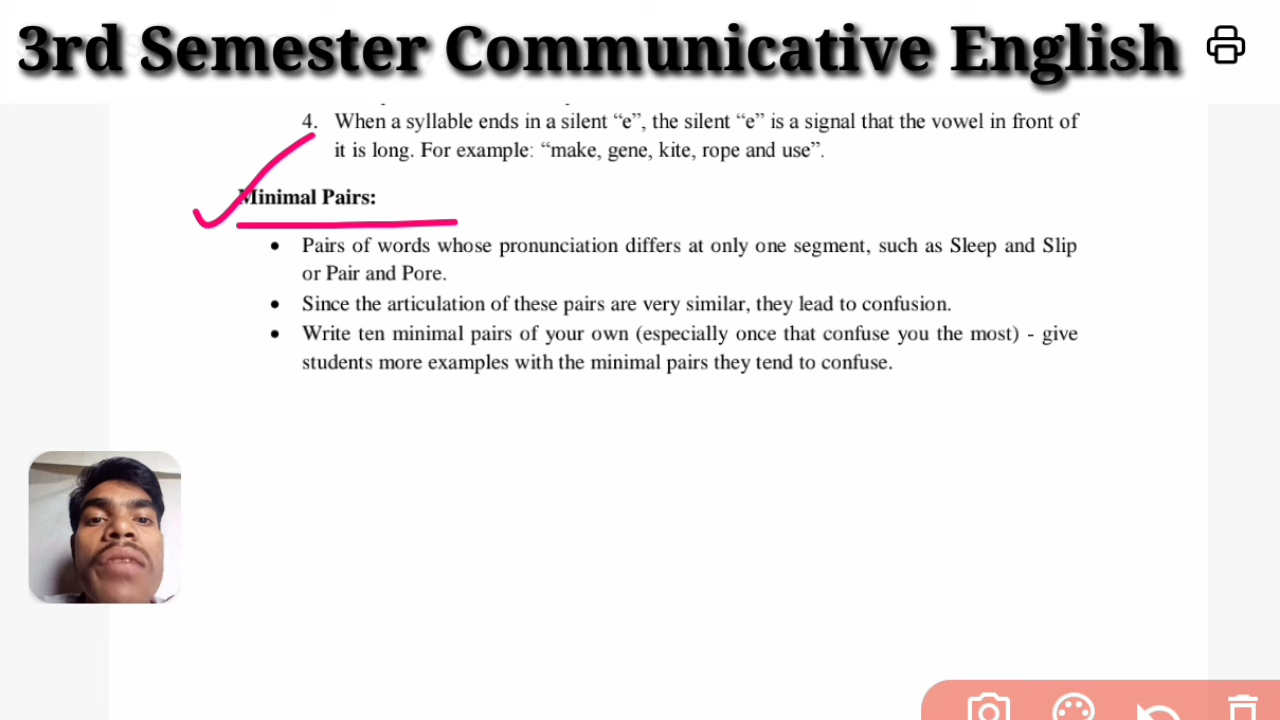 3rd Semester Communicative English
4. When a syllable ends in a silent “e”, the silent “e” is a signal that the vowel in front of
it is long. For example: “make, gene, kite, rope and use”.
Minimal Pairs:
• Pairs of words whose pronunciation differs at only one segment, such as Sleep and Slip
or Pair and Pore.
• Since the articulation of these pairs are very similar, they lead to confusion.
• Write ten minimal pairs of your own (especially once that confuse you the most) - give
students more examples with the minimal pairs they tend to confuse.